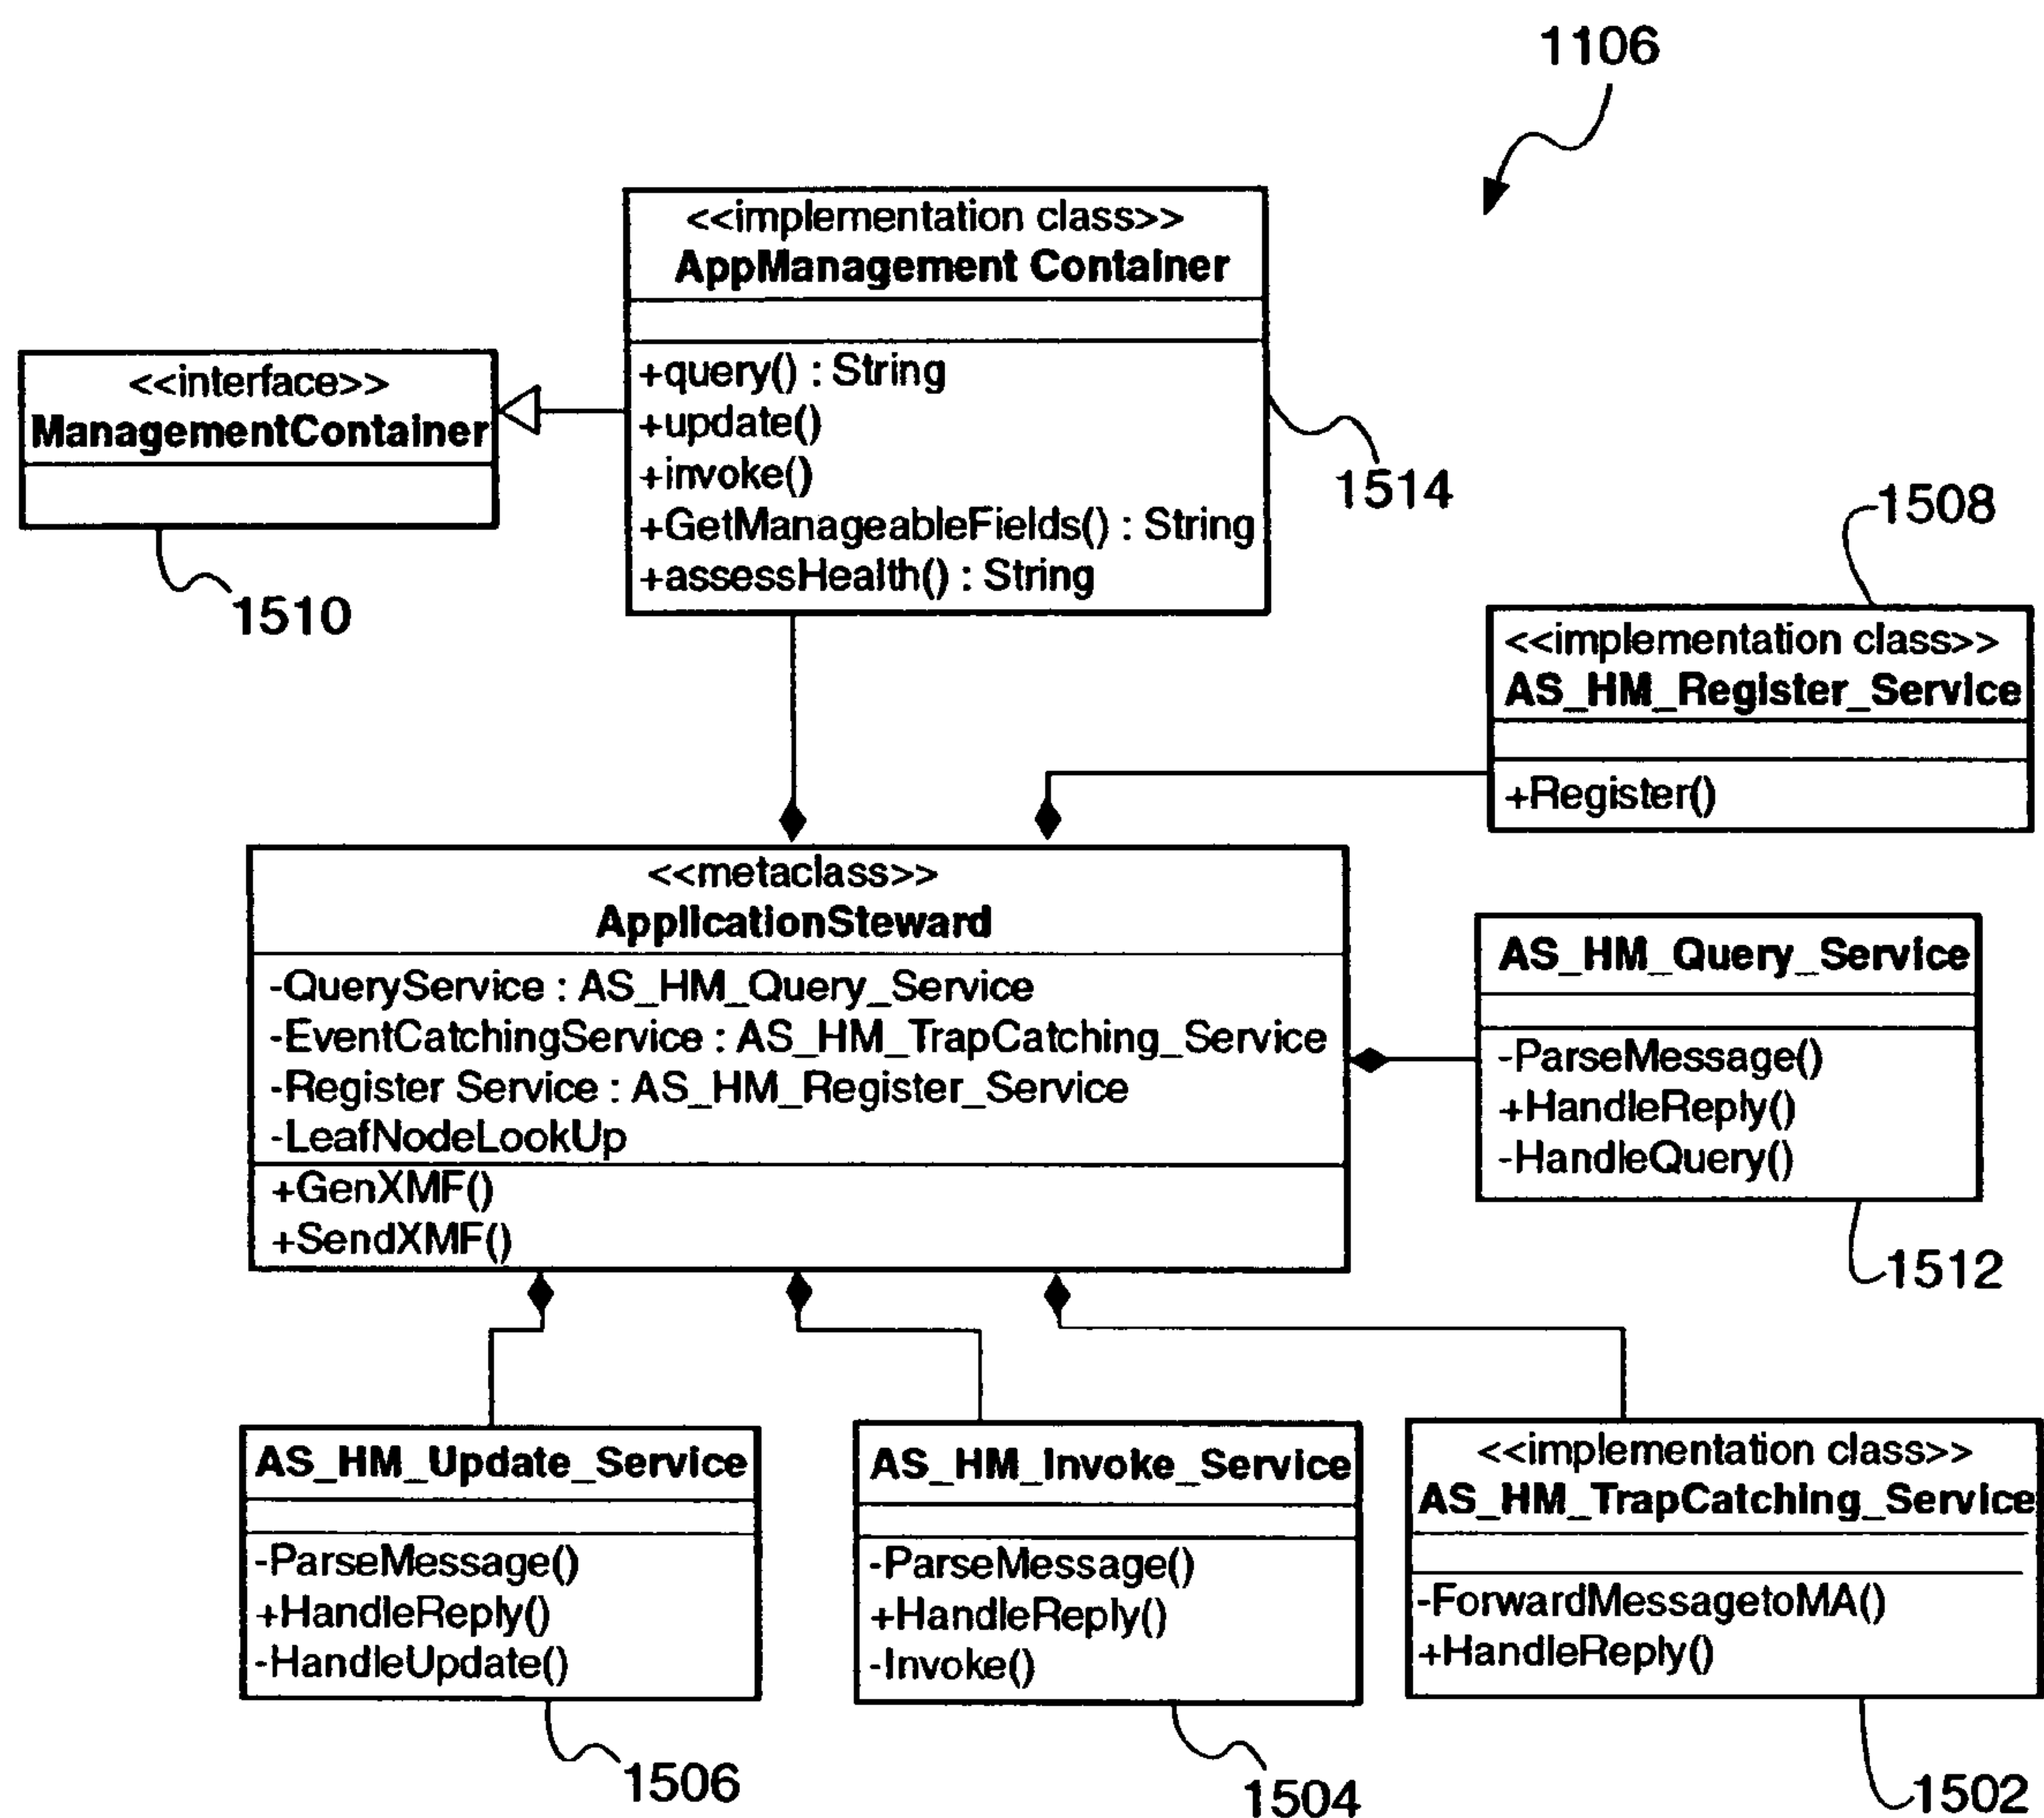 1106
<<implementation class>>
AppManagement Container
+query() : String
+update()
+invoke()
+GetManageableFields() : String
+assessHealth() : String
1514
<<interface>>
ManagementContainer
1510
1508
<<implementation class>>
AS_HM_Register_Service
+Register()
<<metaclass>>
ApplicationSteward
-QueryService : AS_HM_Query_Service
-EventCatchingService : AS_HM_TrapCatching_Service
-Register Service : AS_HM_Register_Service
-LeafNodeLookUp
+GenXMF()
+SendXMF()
AS_HM_Query_Service
-ParseMessage()
+HandleReply()
-HandleQuery()
1512
AS_HM_Update_Service
-ParseMessage()
+HandleReply()
-HandleUpdate()
1506
AS_HM_Invoke_Service
-ParseMessage()
+HandleReply()
-Invoke()
1504
<<implementation class>>
AS_HM_TrapCatching_Service
-ForwardMessagetoMA()
+HandleReply()
1502